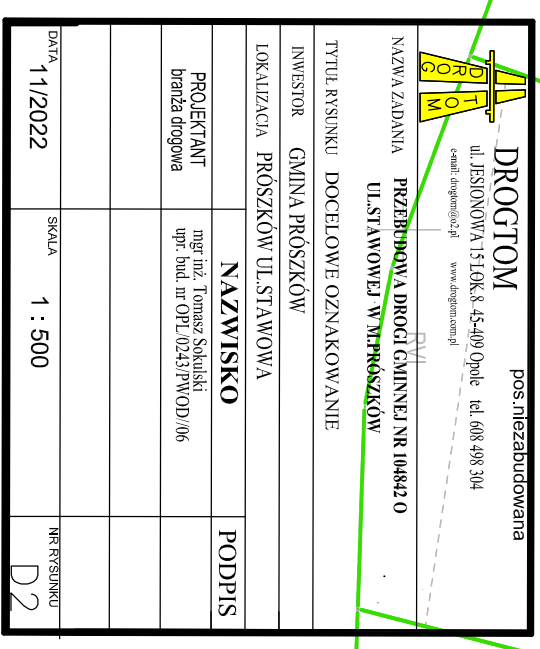 pos.niezabudowana
DROGTOM
ul. JESIONOWA 15 LOK.8 45-409 Opole tel. 608 498 304
e-mail: drogtom@o2.pl www.drogtom.com.pl
DROG
TOM
RVI
NAZWA ZADANIA PRZEBUDOWA DROGI GMINNEJ NR 104842 O
UL.STAWOWEJ W M.PRÓSZKÓW
TYTUŁ RYSUNKU DOCELOWE OZNAKOWANIE
INWESTOR GMINA PRÓSZKÓW
LOKALIZACJA PRÓSZKÓW UL.STAWOWA
NAZWISKO PODPIS
PROJEKTANT
branża drogowa
mgr inż. Tomasz Sokulski
upr. bud. nr OPL/0243/PWOD//06
DATA SKALA NR RYSUNKU
11/2022 1 : 500 D2